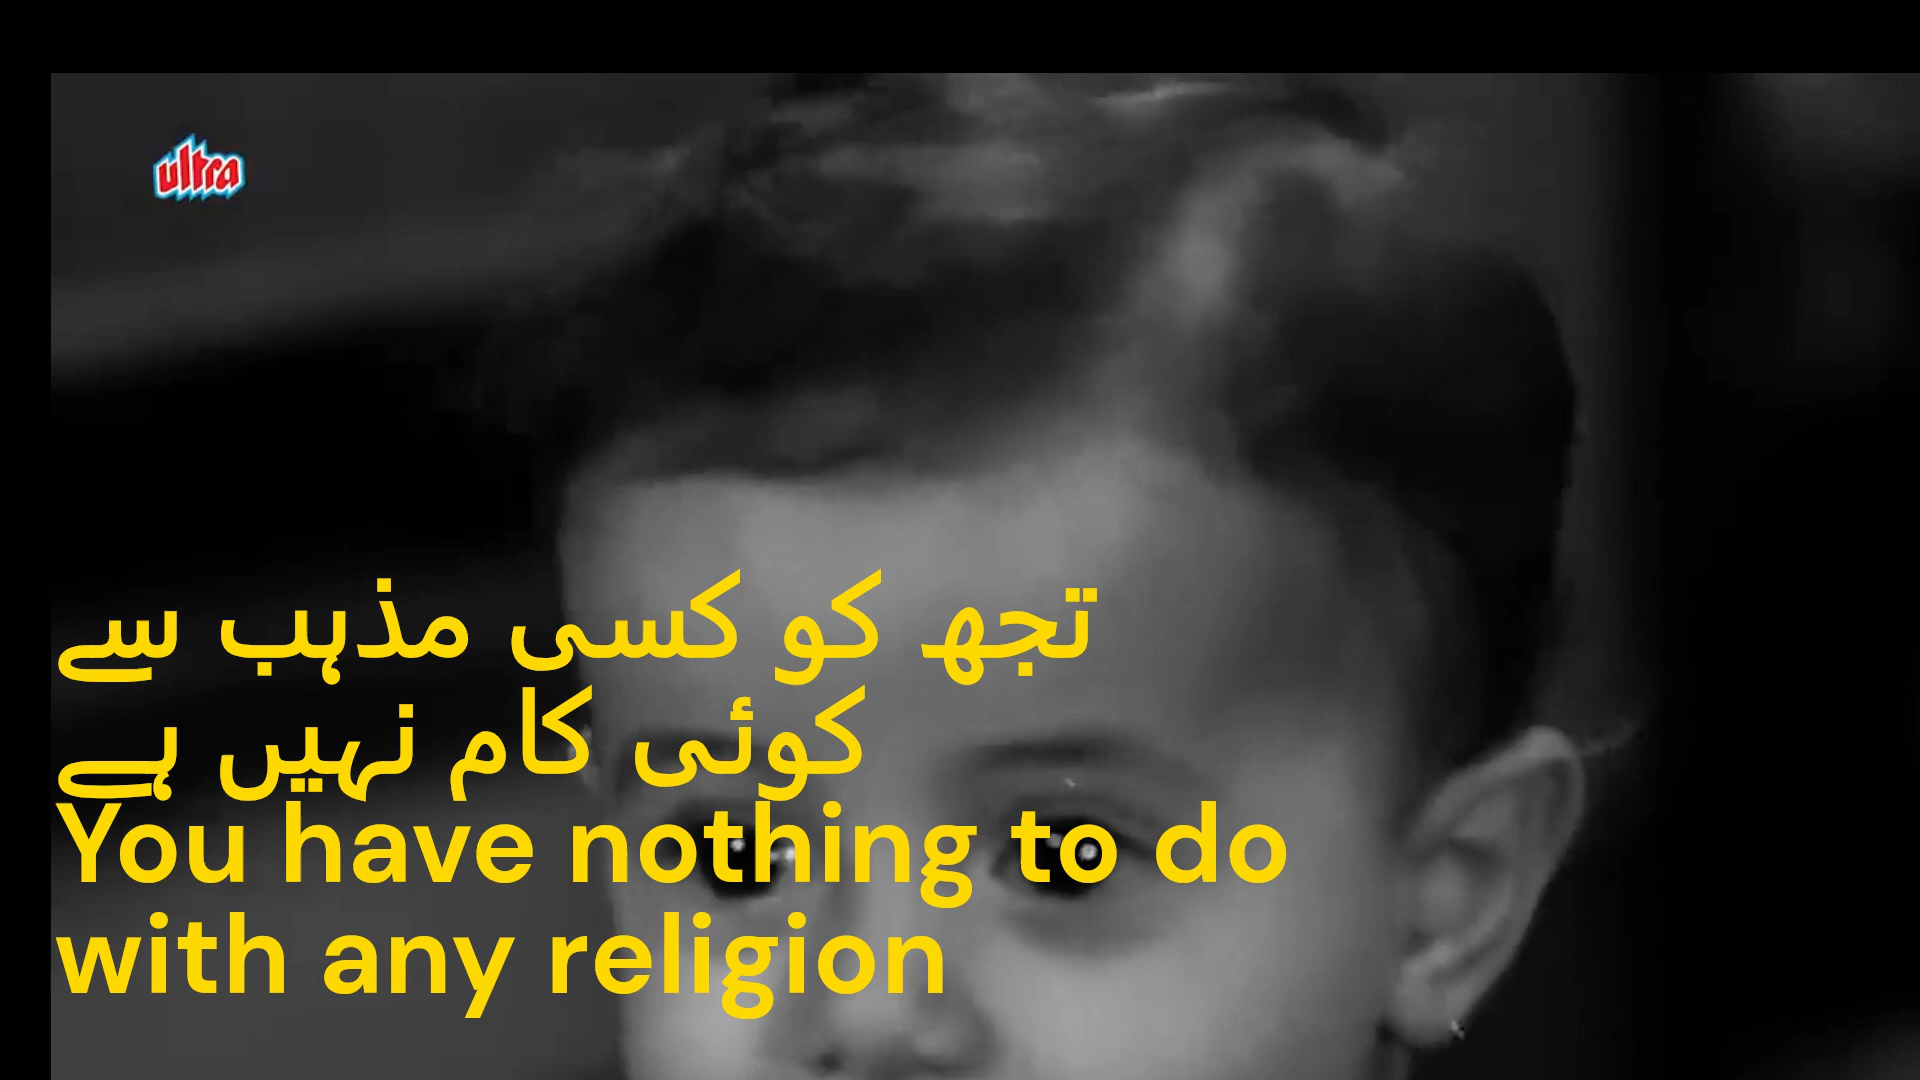 ultra
تجھ کو کسی مذہب سے
کوئی کام نہیں ہے
You have nothing to do
with any religion